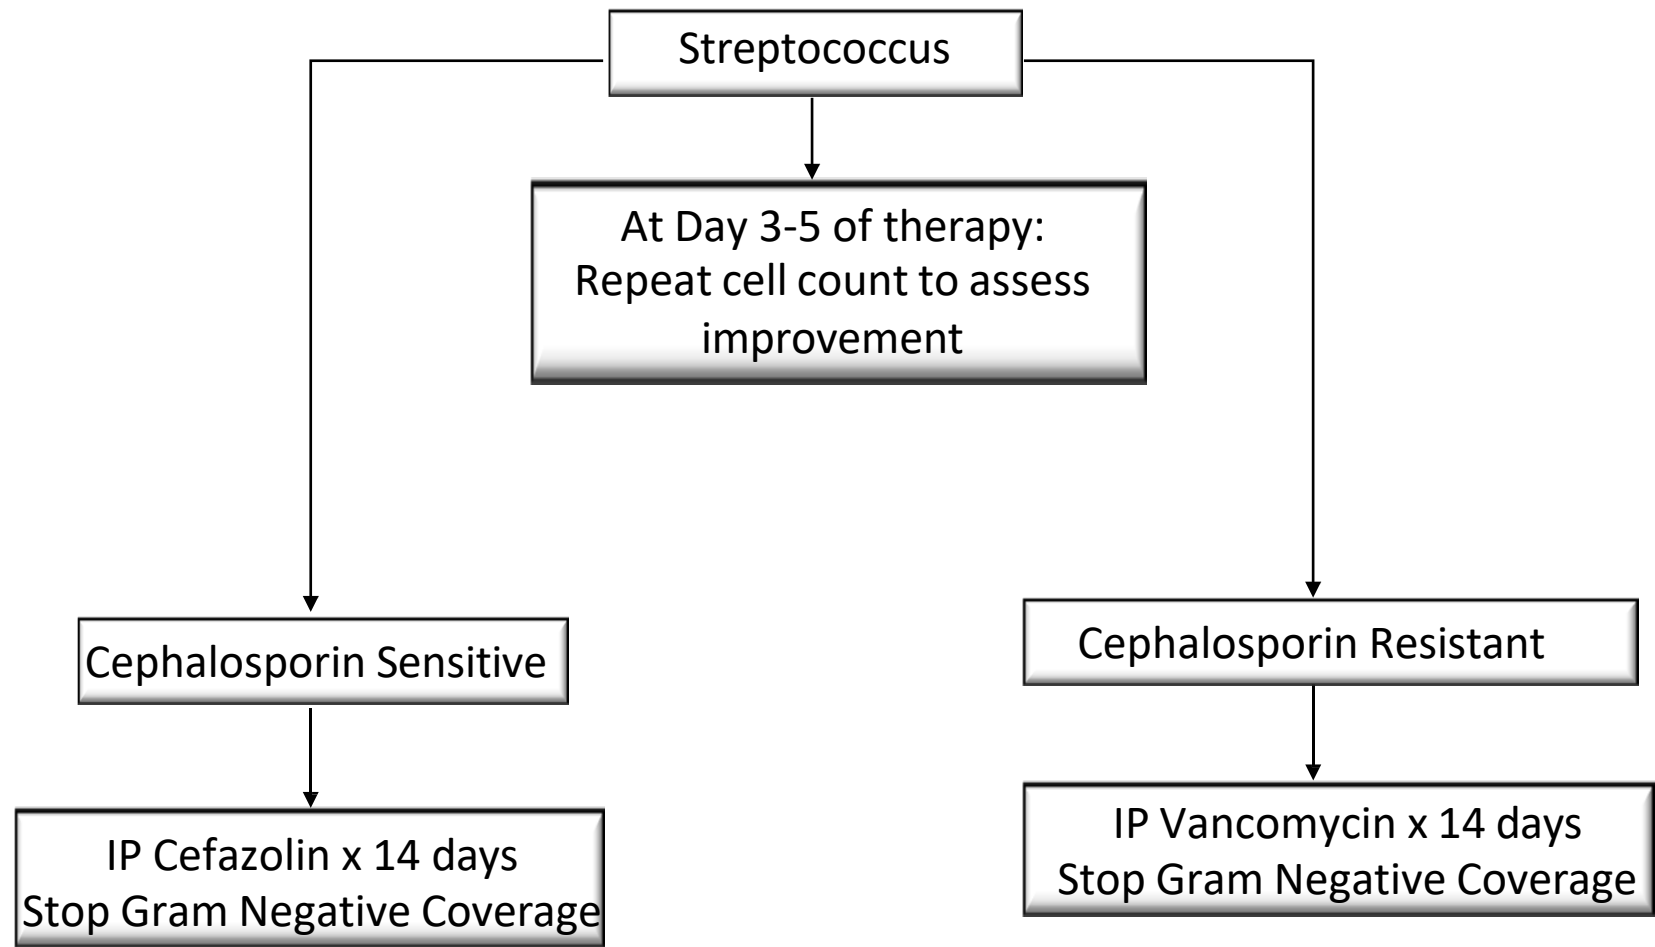 Streptococcus
At Day 3-5 of therapy:
Repeat cell count to assess
improvement
Cephalosporin Sensitive
Cephalosporin Resistant
IP Cefazolin x 14 days
Stop Gram Negative Coverage
IP Vancomycin x 14 days
Stop Gram Negative Coverage